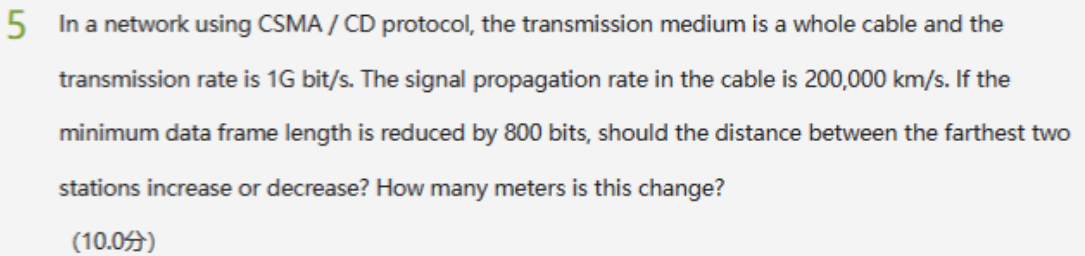 5 In a network using CSMA / CD protocol, the transmission medium is a whole cable and the
transmission rate is 1G bit/s. The signal propagation rate in the cable is 200,000 km/s. If the
minimum data frame length is reduced by 800 bits, should the distance between the farthest two
stations increase or decrease? How many meters is this change?
(10.0分)